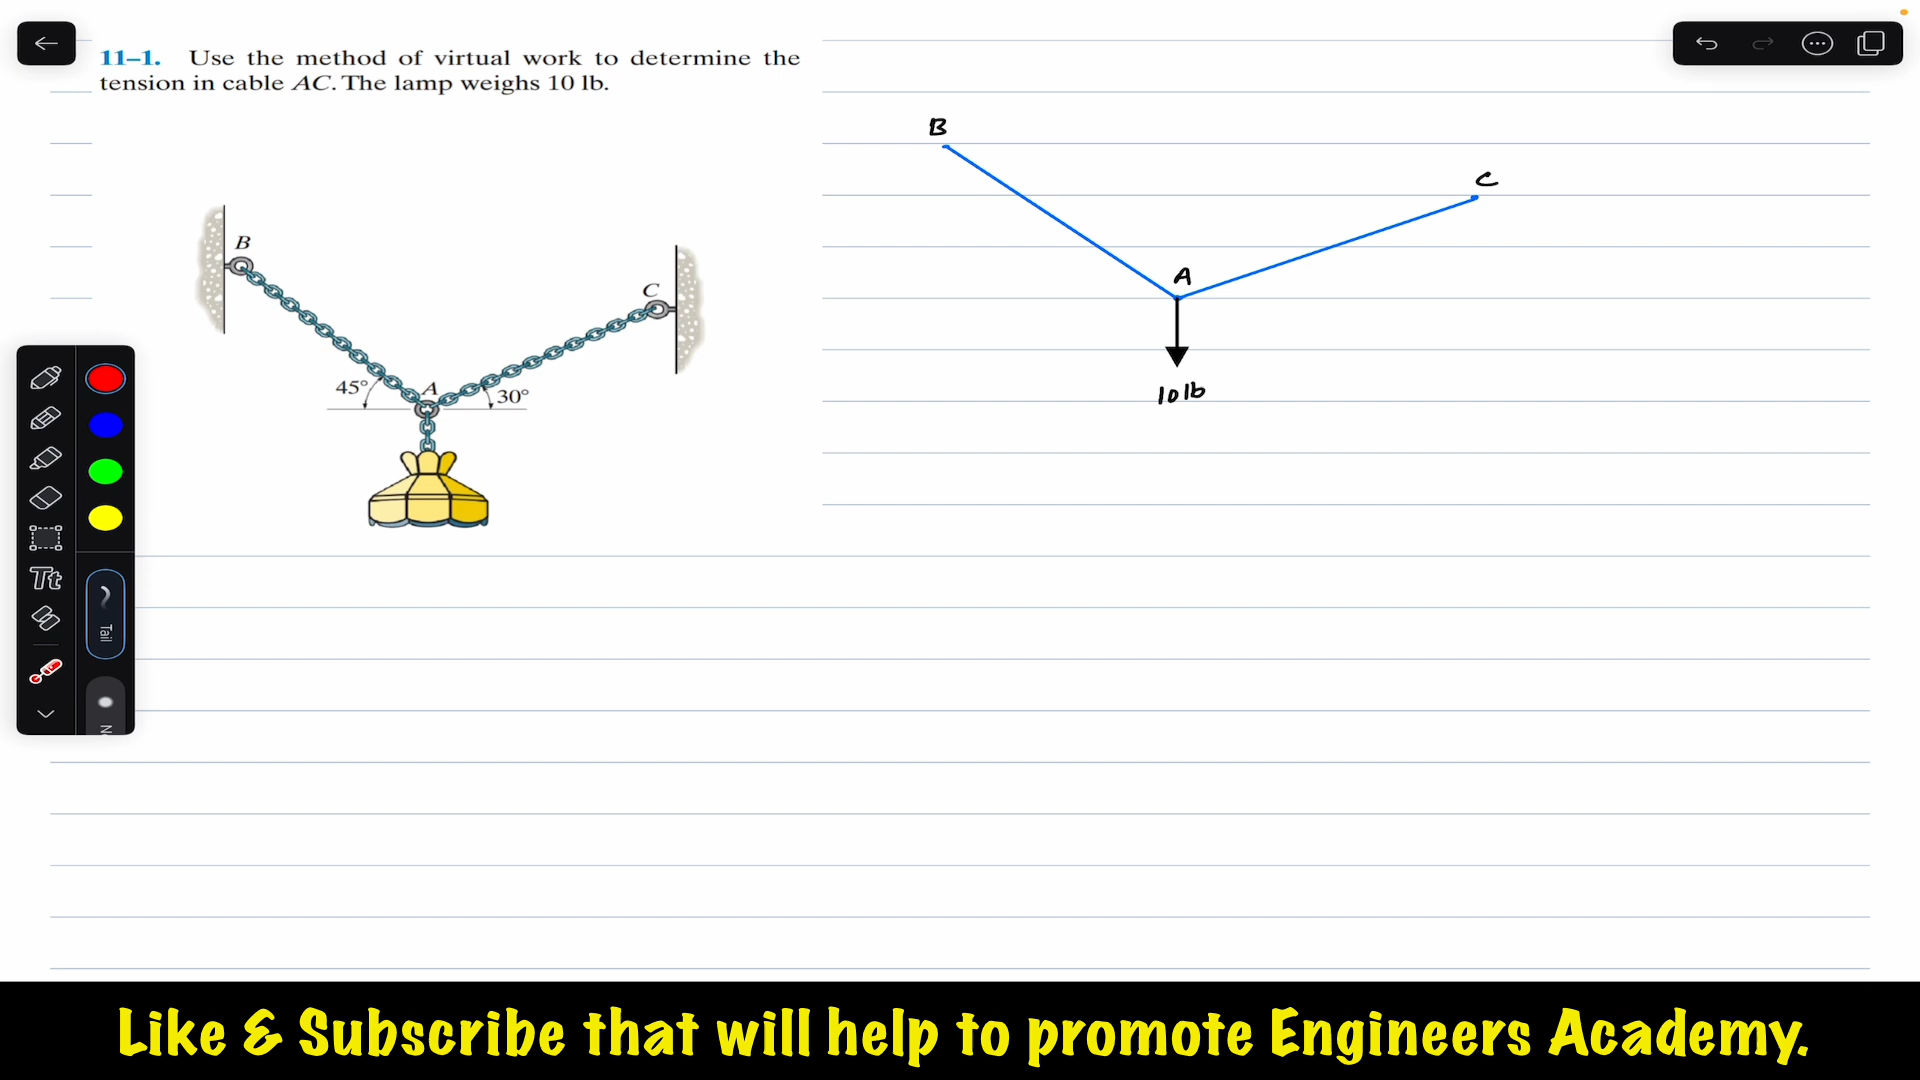 11–1. Use the method of virtual work to determine the
tension in cable AC. The lamp weighs 10 lb.
B
C
B
C
45°
A
30°
A
10 lb
Tt
Tail
Like & Subscribe that will help to promote Engineers Academy.